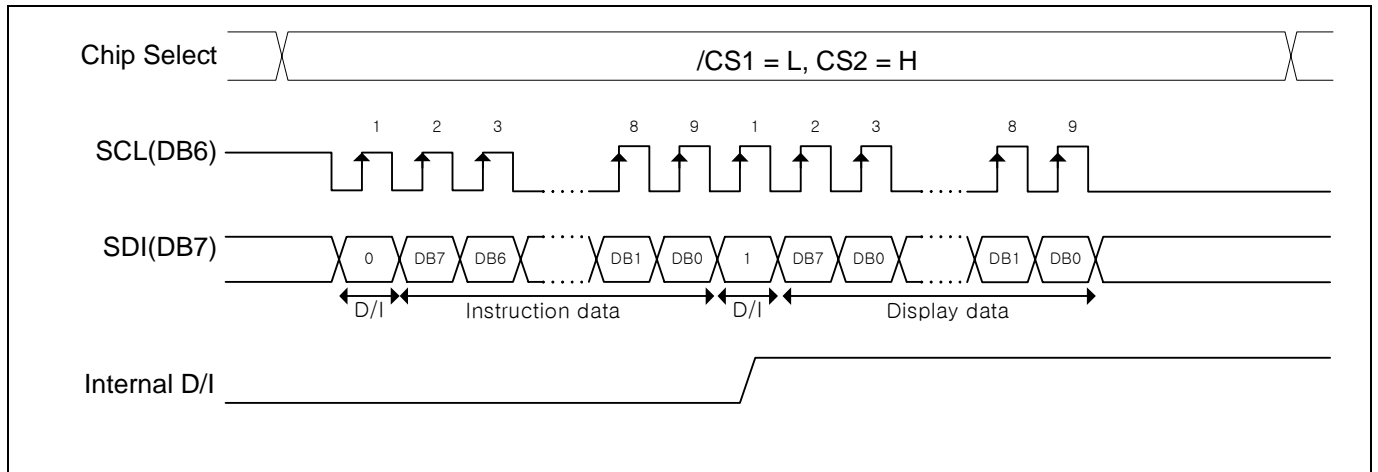 Chip Select
/CS1 = L, CS2 = H
1 2 3 8 9 1 2 3 8 9
SCL(DB6)
SDI(DB7)
0 DB7 DB6 DB1 DB0 1 DB7 DB0 DB1 DB0
D/I Instruction data D/I Display data
Internal D/I